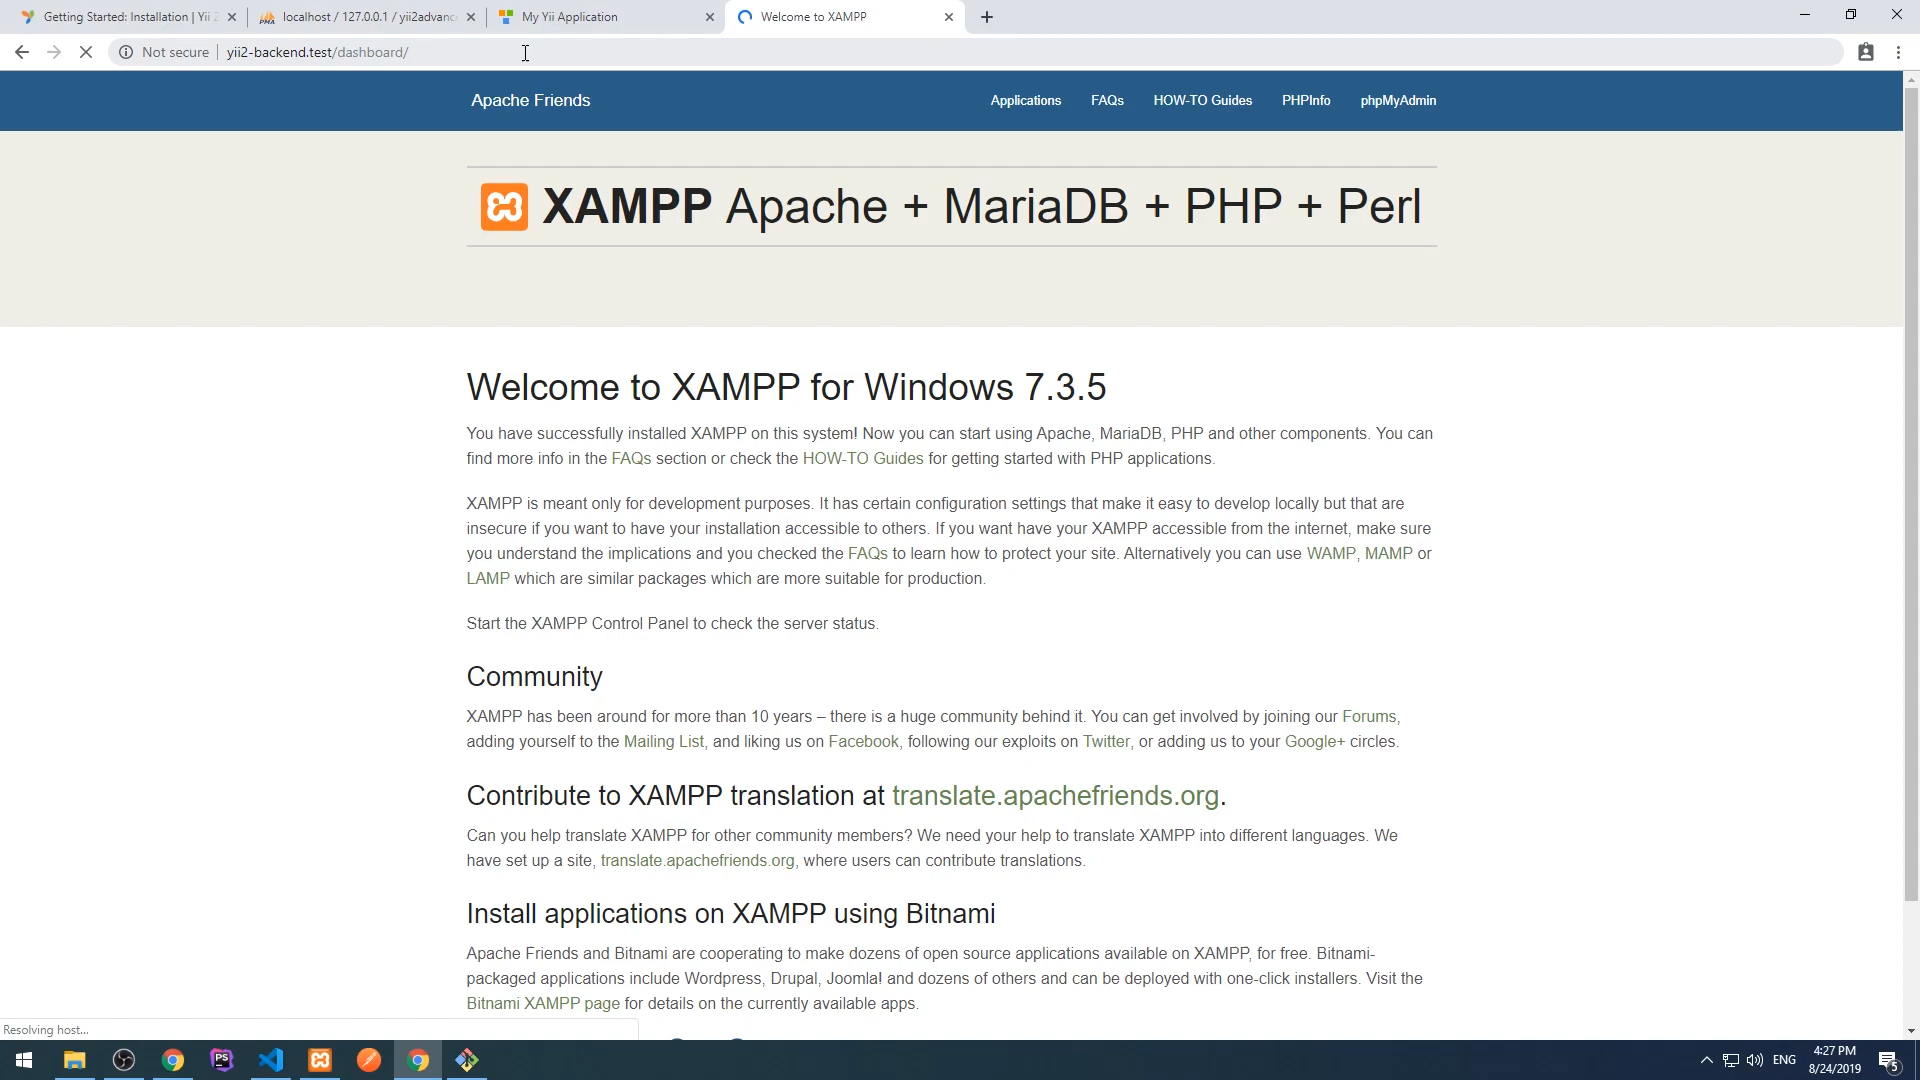 Getting Started: Installation | Yii 2
localhost / 127.0.0.1 / yii2advanc
My Yii Application
Welcome to XAMPP
Not secure
yii2-backend.test/dashboard/
Apache Friends
Applications
FAQs
HOW-TO Guides
PHPInfo
phpMyAdmin
XAMPP Apache + MariaDB + PHP + Perl
Welcome to XAMPP for Windows 7.3.5
You have successfully installed XAMPP on this system! Now you can start using Apache, MariaDB, PHP and other components. You can
find more info in the FAQs section or check the HOW-TO Guides for getting started with PHP applications.
XAMPP is meant only for development purposes. It has certain configuration settings that make it easy to develop locally but that are
insecure if you want to have your installation accessible to others. If you want have your XAMPP accessible from the internet, make sure
you understand the implications and you checked the FAQs to learn how to protect your site. Alternatively you can use WAMP, MAMP or
LAMP which are similar packages which are more suitable for production.
Start the XAMPP Control Panel to check the server status.
Community
XAMPP has been around for more than 10 years – there is a huge community behind it. You can get involved by joining our Forums,
adding yourself to the Mailing List, and liking us on Facebook, following our exploits on Twitter, or adding us to your Google+ circles.
Contribute to XAMPP translation at translate.apachefriends.org.
Can you help translate XAMPP for other community members? We need your help to translate XAMPP into different languages. We
have set up a site, translate.apachefriends.org, where users can contribute translations.
Install applications on XAMPP using Bitnami
Apache Friends and Bitnami are cooperating to make dozens of open source applications available on XAMPP, for free. Bitnami-
packaged applications include Wordpress, Drupal, Joomla! and dozens of others and can be deployed with one-click installers. Visit the
Bitnami XAMPP page for details on the currently available apps.
Resolving host...
PS
ENG
4:27 PM
8/24/2019
5